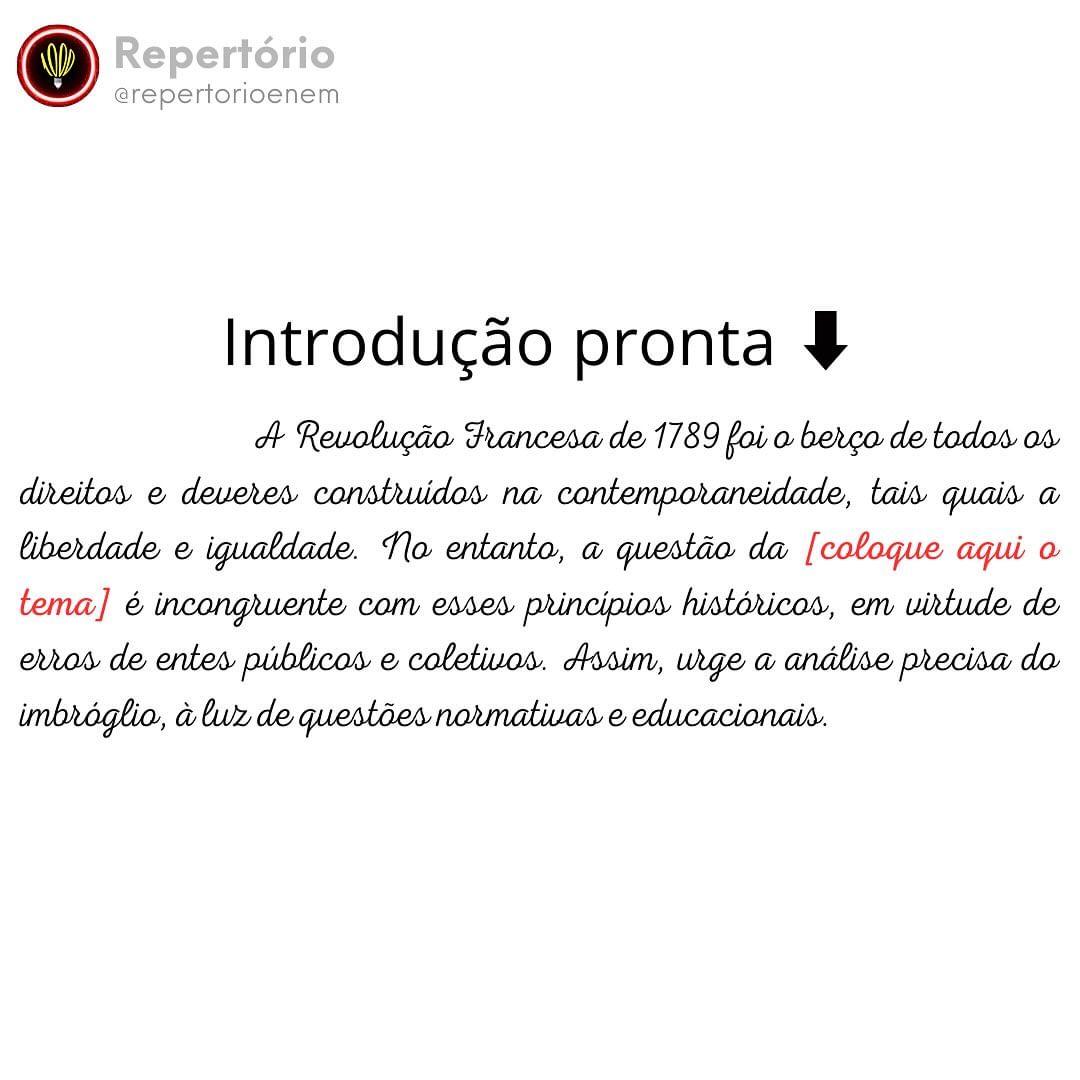 Repertório
@repertorioenem
Introdução pronta
A Revolução Francesa de 1789 foi o berço de todos os
direitos e deveres construídos na contemporaneidade, tais quais a
liberdade e igualdade. No entanto, a questão da [coloque aqui o
tema] é incongruente com esses princípios históricos, em virtude de
erros de entes públicos e coletivos. Assim, urge a análise precisa do
imbróglio, à luz de questões normativas e educacionais.